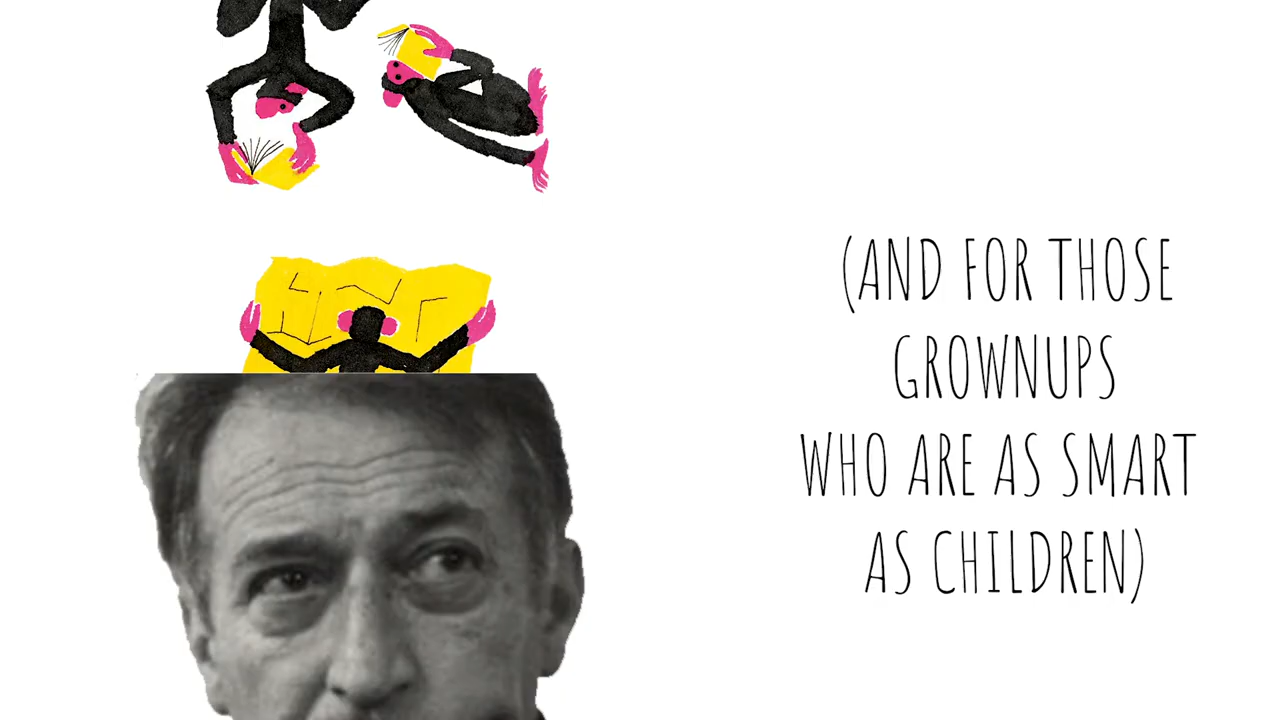 (AND FOR THOSE
GROWNUPS
WHO ARE AS SMART
AS CHILDREN)